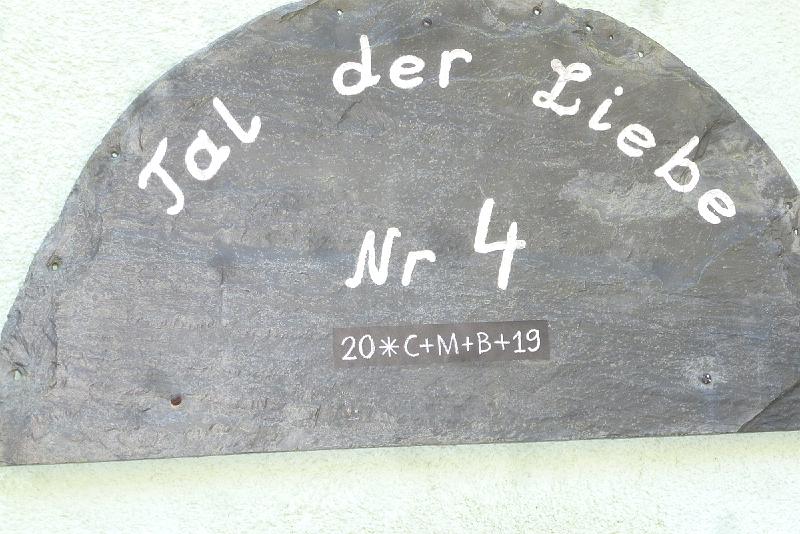 Tal der Liebe
Nr 4
20*C+M+B+19